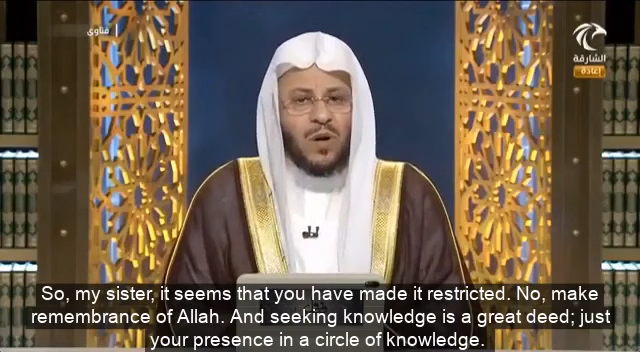 فتاوى
الشارقة
إعادة
So, my sister, it seems that you have made it restricted. No, make
remembrance of Allah. And seeking knowledge is a great deed; just
your presence in a circle of knowledge.